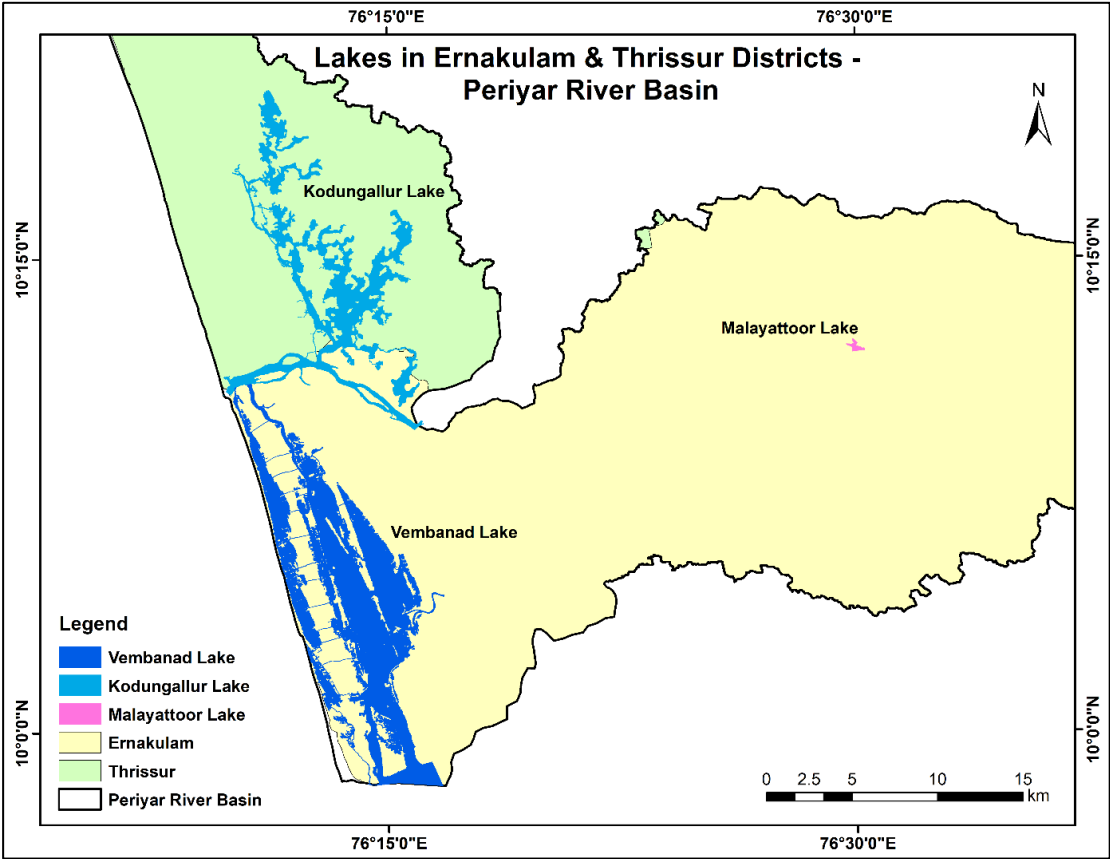 76°15'0"E
76°30'0"E
Lakes in Ernakulam & Thrissur Districts -
Periyar River Basin
N
Kodungallur Lake
10°15'0"N
10°15'0"N
Malayattoor Lake
Vembanad Lake
Legend
Vembanad Lake
Kodungallur Lake
Malayattoor Lake
Ernakulam
Thrissur
Periyar River Basin
10°0'0"N
10°0'0"N
0 2.5 5 10 15
km
76°15'0"E
76°30'0"E